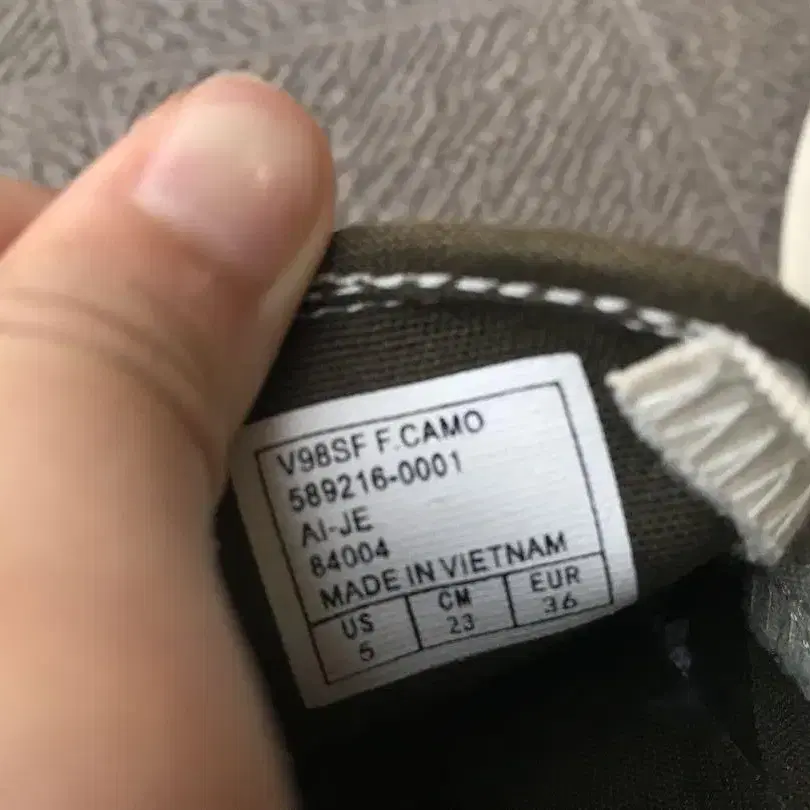 V98SF F.CAMO
589216-0001
AI-JE
84004
MADE IN VIETNAM
US CM EUR
5 23 36